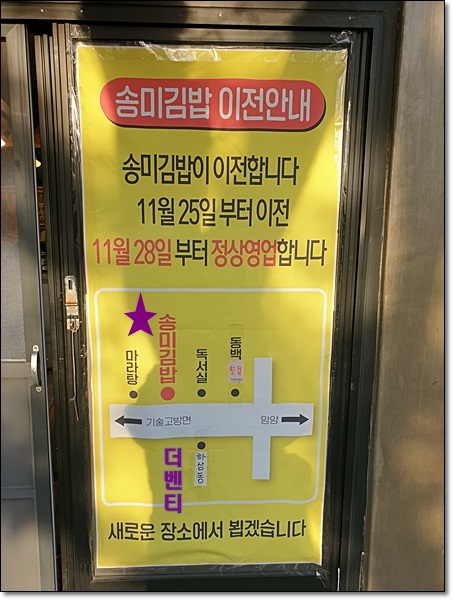 송미김밥 이전안내
송미김밥이 이전합니다
11월 25일 부터 이전
11월 28일 부터 정상영업합니다
마라탕
송미김밥
독서실
동백
횟집
기술고방면
망양
더벤티
하삼동
새로운 장소에서 뵙겠습니다